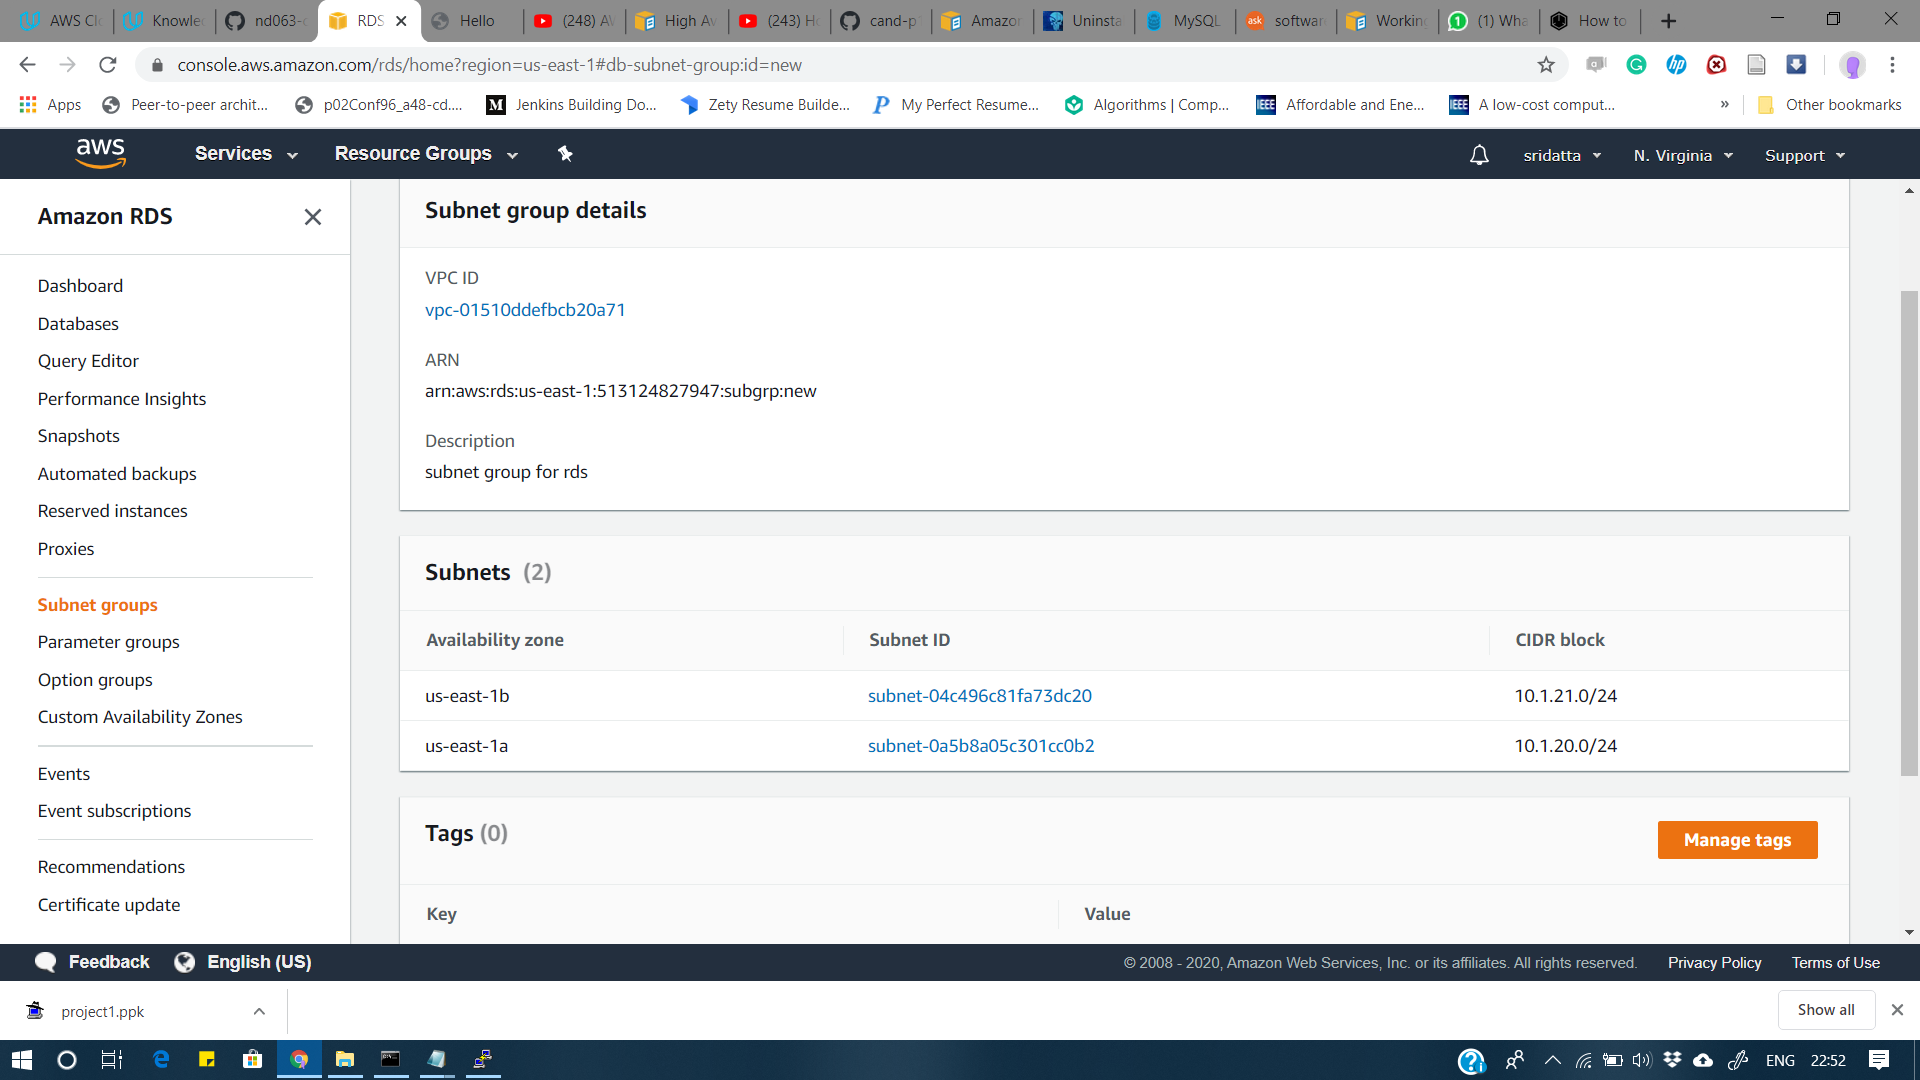 AWS Cl
Knowle
nd063-c
RDS
Hello
(248) A
High Av
(243) H
cand-p
Amazon
Uninsta
MySQL
softwar
Working
(1) Wha
How to
console.aws.amazon.com/rds/home?region=us-east-1#db-subnet-group:id=new
Apps
Peer-to-peer archit...
p02Conf96_a48-cd....
Jenkins Building Do...
Zety Resume Builde...
My Perfect Resume...
Algorithms | Comp...
Affordable and Ene...
A low-cost comput...
»
Other bookmarks
aws
Services
Resource Groups
sridatta
N. Virginia
Support
Amazon RDS
Dashboard
Databases
Query Editor
Performance Insights
Snapshots
Automated backups
Reserved instances
Proxies
Subnet groups
Parameter groups
Option groups
Custom Availability Zones
Events
Event subscriptions
Recommendations
Certificate update
Subnet group details
VPC ID
vpc-01510ddefbcb20a71
ARN
arn:aws:rds:us-east-1:513124827947:subgrp:new
Description
subnet group for rds
Subnets (2)
Availability zone Subnet ID CIDR block
us-east-1b subnet-04c496c81fa73dc20 10.1.21.0/24
us-east-1a subnet-0a5b8a05c301cc0b2 10.1.20.0/24
Tags (0)
Manage tags
Key Value
Feedback
English (US)
© 2008 - 2020, Amazon Web Services, Inc. or its affiliates. All rights reserved.
Privacy Policy
Terms of Use
project1.ppk
Show all
ENG
22:52